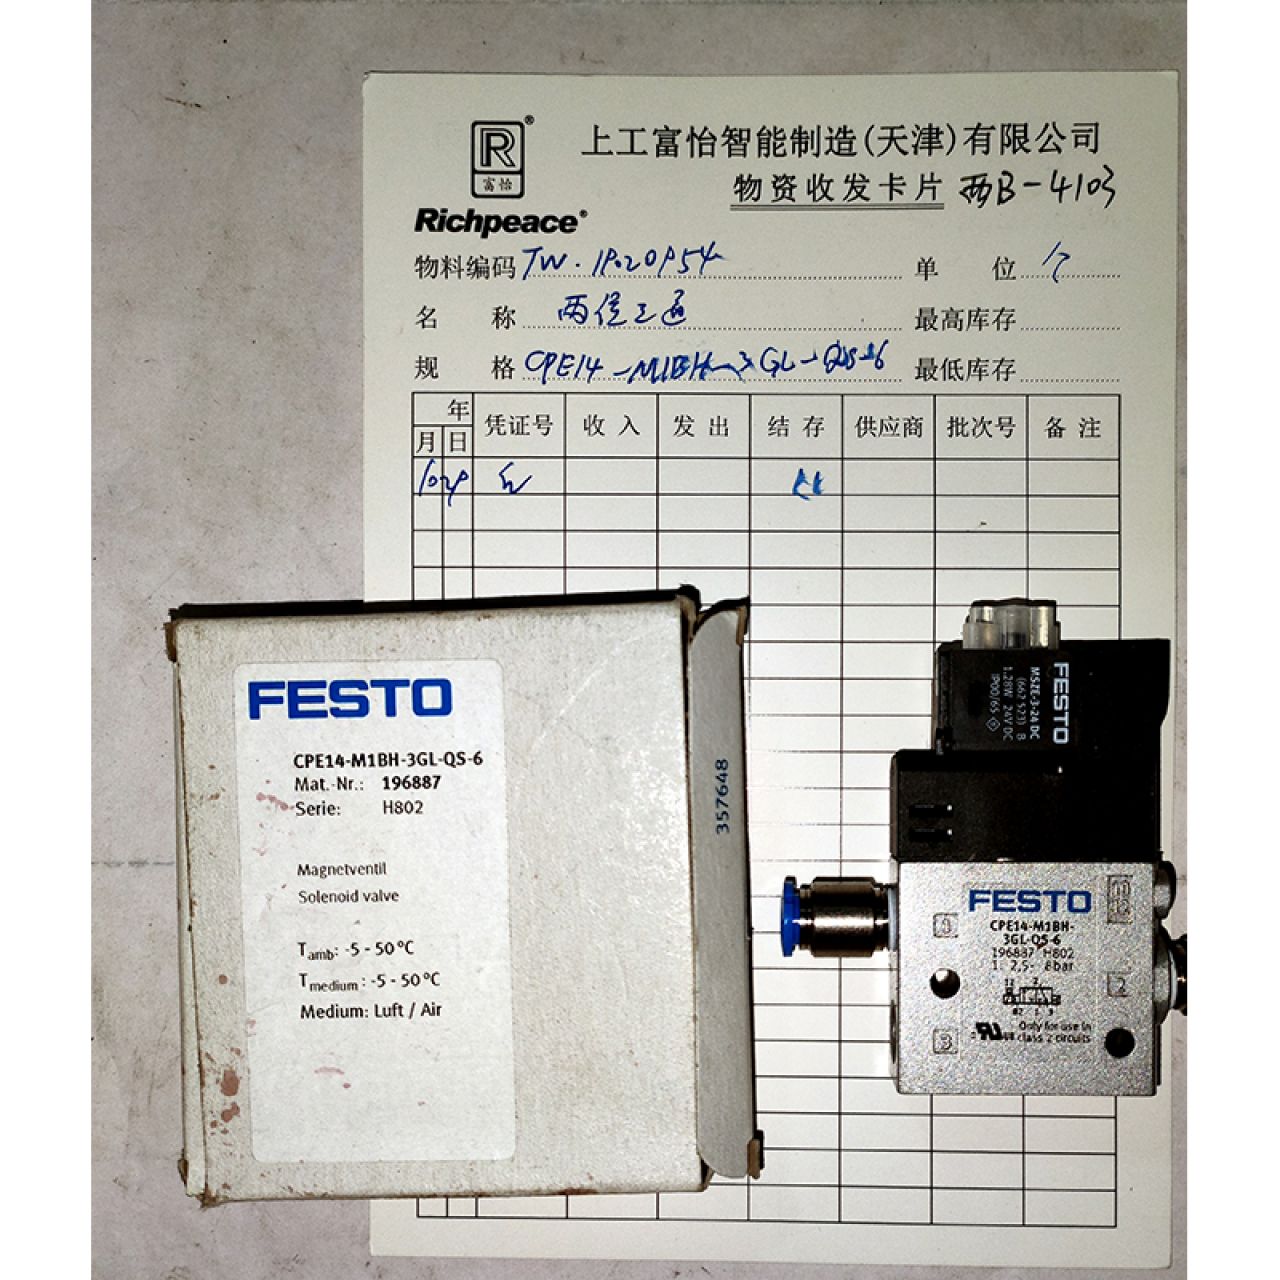 R®
富怡
Richpeace®
上工富怡智能制造(天津)有限公司
物资收发卡片 西B-4103
物料编码 TW. 单 位 个
名 称 两位三通 最高库存
规 格 CPE14-M1BH-3GL-QS-6 最低库存
年 月 日 凭证号 收 入 发 出 结 存 供应商 批次号 备 注
FESTO
CPE14-M1BH-3GL-QS-6
Mat.-Nr.: 196887
Serie: H802
Magnetventil
Solenoid valve
Tamb: -5 - 50°C
Tmedium: -5 - 50°C
Medium: Luft / Air
357648
FESTO
MSZE-3-24 DC
1.28W 24V DC
FESTO
CPE14-M1BH-
3GL-QS-6
196887 H802
1: 2,5- 8bar
12 2
1 3
Only for use in
class 2 circuits
1
3
10
12
2